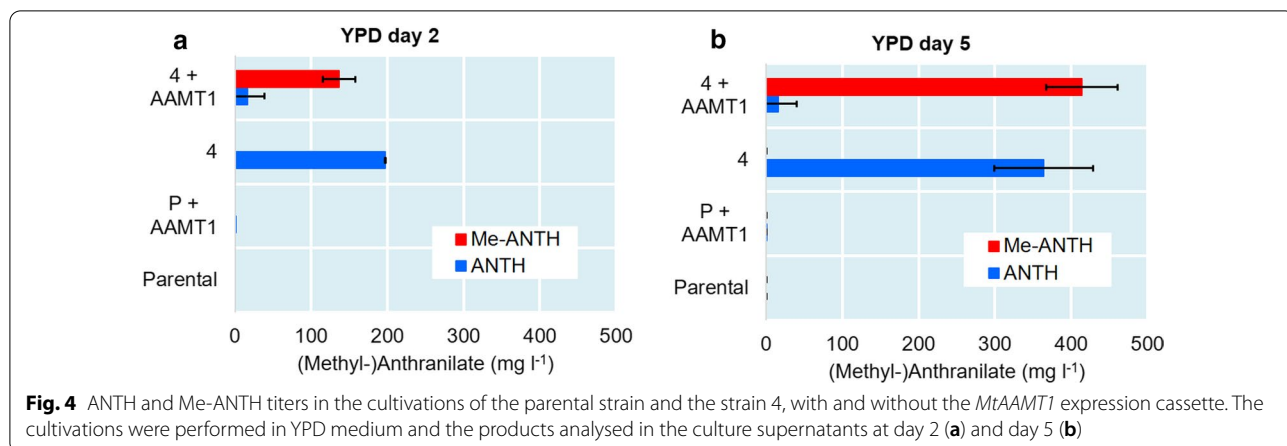 a
YPD day 2
4 +
AAMT1
4
P +
AAMT1
Parental
Me-ANTH
ANTH
0 100 200 300 400 500
(Methyl-)Anthranilate (mg l-1)
b
YPD day 5
4 +
AAMT1
4
P +
AAMT1
Parental
Me-ANTH
ANTH
0 100 200 300 400 500
(Methyl-)Anthranilate (mg l-1)
Fig. 4 ANTH and Me-ANTH titers in the cultivations of the parental strain and the strain 4, with and without the MtAAMT1 expression cassette. The
cultivations were performed in YPD medium and the products analysed in the culture supernatants at day 2 (a) and day 5 (b)